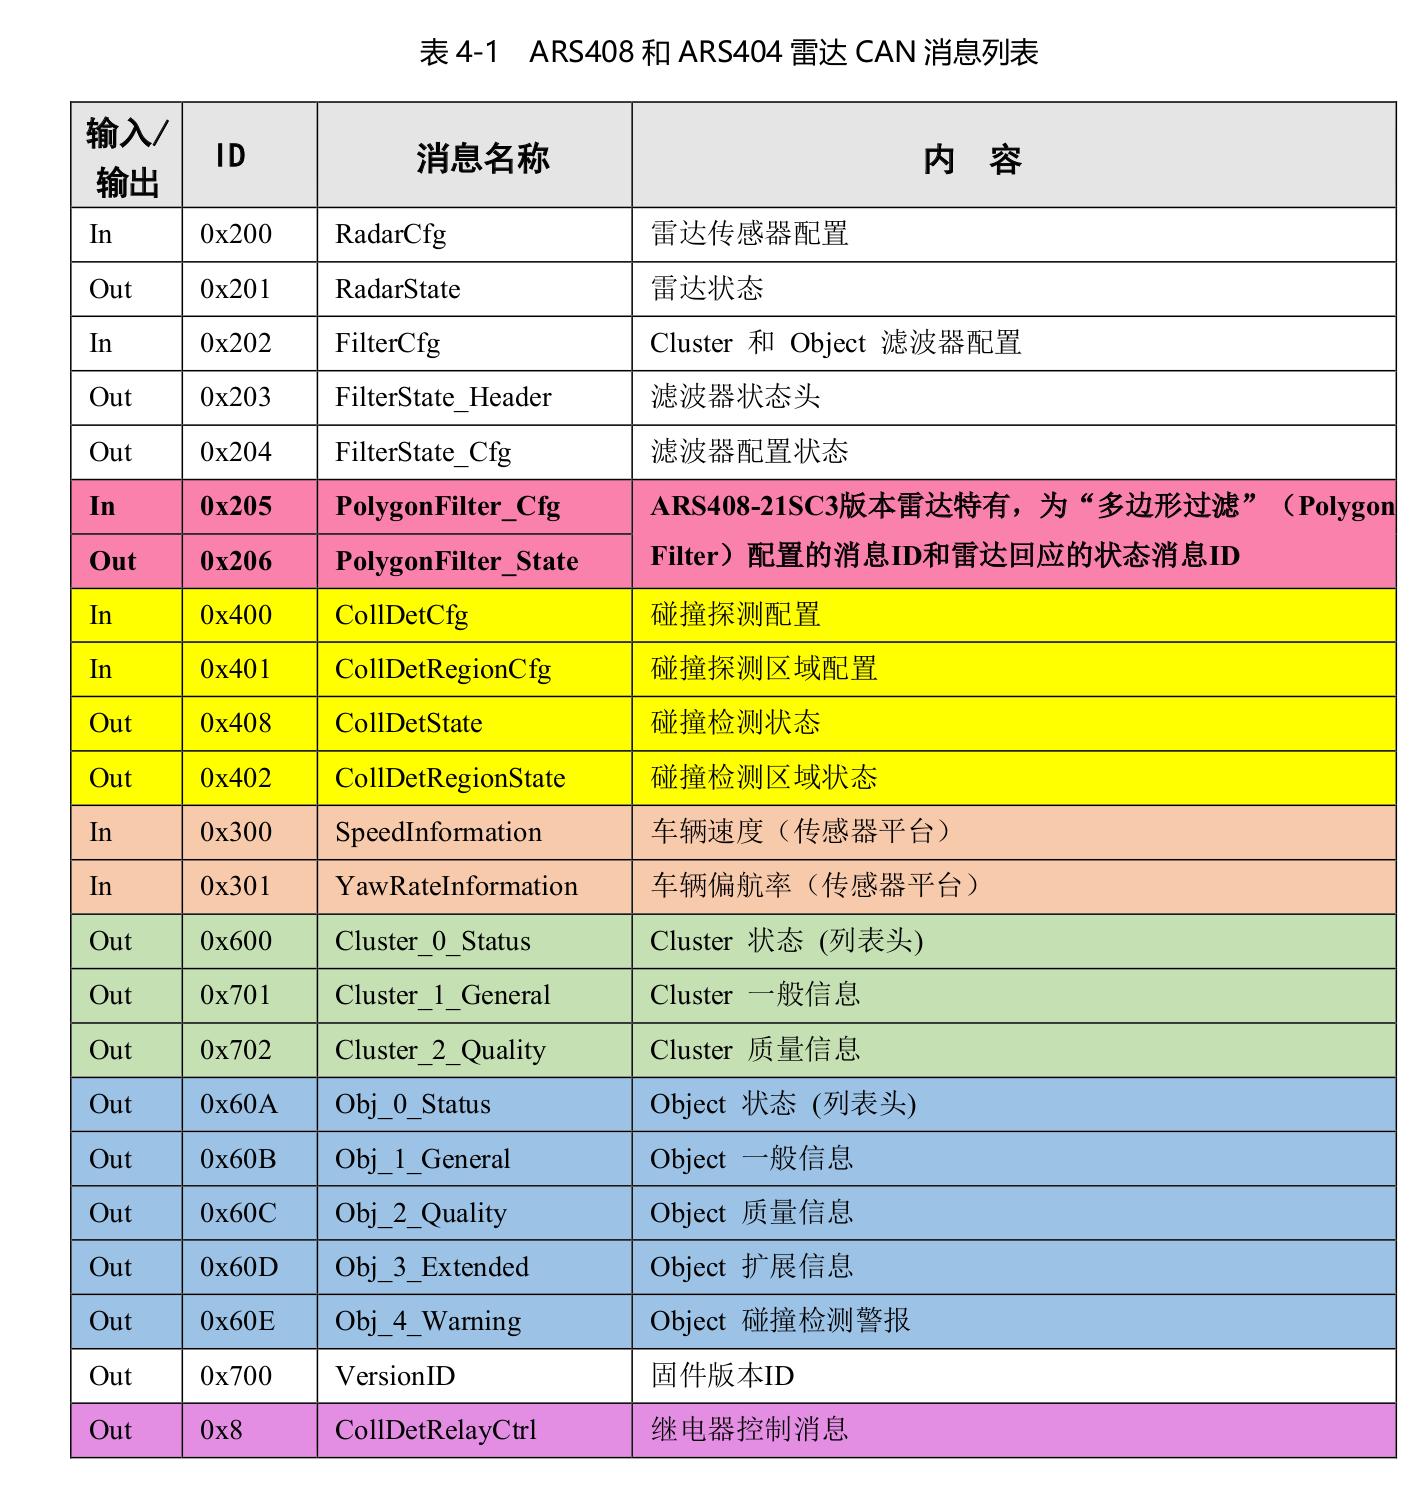 表 4-1 ARS408 和 ARS404 雷达 CAN 消息列表
输入/输出 ID 消息名称 内 容
In 0x200 RadarCfg 雷达传感器配置
Out 0x201 RadarState 雷达状态
In 0x202 FilterCfg Cluster 和 Object 滤波器配置
Out 0x203 FilterState_Header 滤波器状态头
Out 0x204 FilterState_Cfg 滤波器配置状态
In 0x205 PolygonFilter_Cfg ARS408-21SC3版本雷达特有，为“多边形过滤”（Polygon
Out 0x206 PolygonFilter_State Filter）配置的消息ID和雷达回应的状态消息ID
In 0x400 CollDetCfg 碰撞探测配置
In 0x401 CollDetRegionCfg 碰撞探测区域配置
Out 0x408 CollDetState 碰撞检测状态
Out 0x402 CollDetRegionState 碰撞检测区域状态
In 0x300 SpeedInformation 车辆速度（传感器平台）
In 0x301 YawRateInformation 车辆偏航率（传感器平台）
Out 0x600 Cluster_0_Status Cluster 状态 (列表头)
Out 0x701 Cluster_1_General Cluster 一般信息
Out 0x702 Cluster_2_Quality Cluster 质量信息
Out 0x60A Obj_0_Status Object 状态 (列表头)
Out 0x60B Obj_1_General Object 一般信息
Out 0x60C Obj_2_Quality Object 质量信息
Out 0x60D Obj_3_Extended Object 扩展信息
Out 0x60E Obj_4_Warning Object 碰撞检测警报
Out 0x700 VersionID 固件版本ID
Out 0x8 CollDetRelayCtrl 继电器控制消息